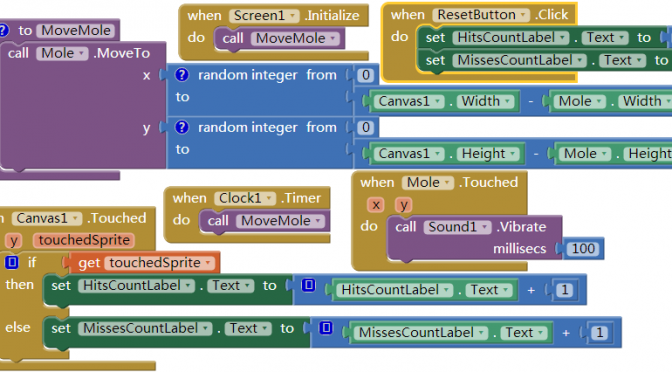 to MoveMole
call Mole .MoveTo
x random integer from 0
to Canvas1 . Width - Mole . Width
y random integer from 0
to Canvas1 . Height - Mole . Height
when Screen1 .Initialize
do call MoveMole
when ResetButton .Click
do set HitsCountLabel . Text to
set MissesCountLabel . Text to
Canvas1 .Touched
y touchedSprite
if get touchedSprite
then set HitsCountLabel . Text to HitsCountLabel . Text + 1
else set MissesCountLabel . Text to MissesCountLabel . Text + 1
when Clock1 .Timer
do call MoveMole
when Mole .Touched
x y
do call Sound1 .Vibrate
millisecs 100